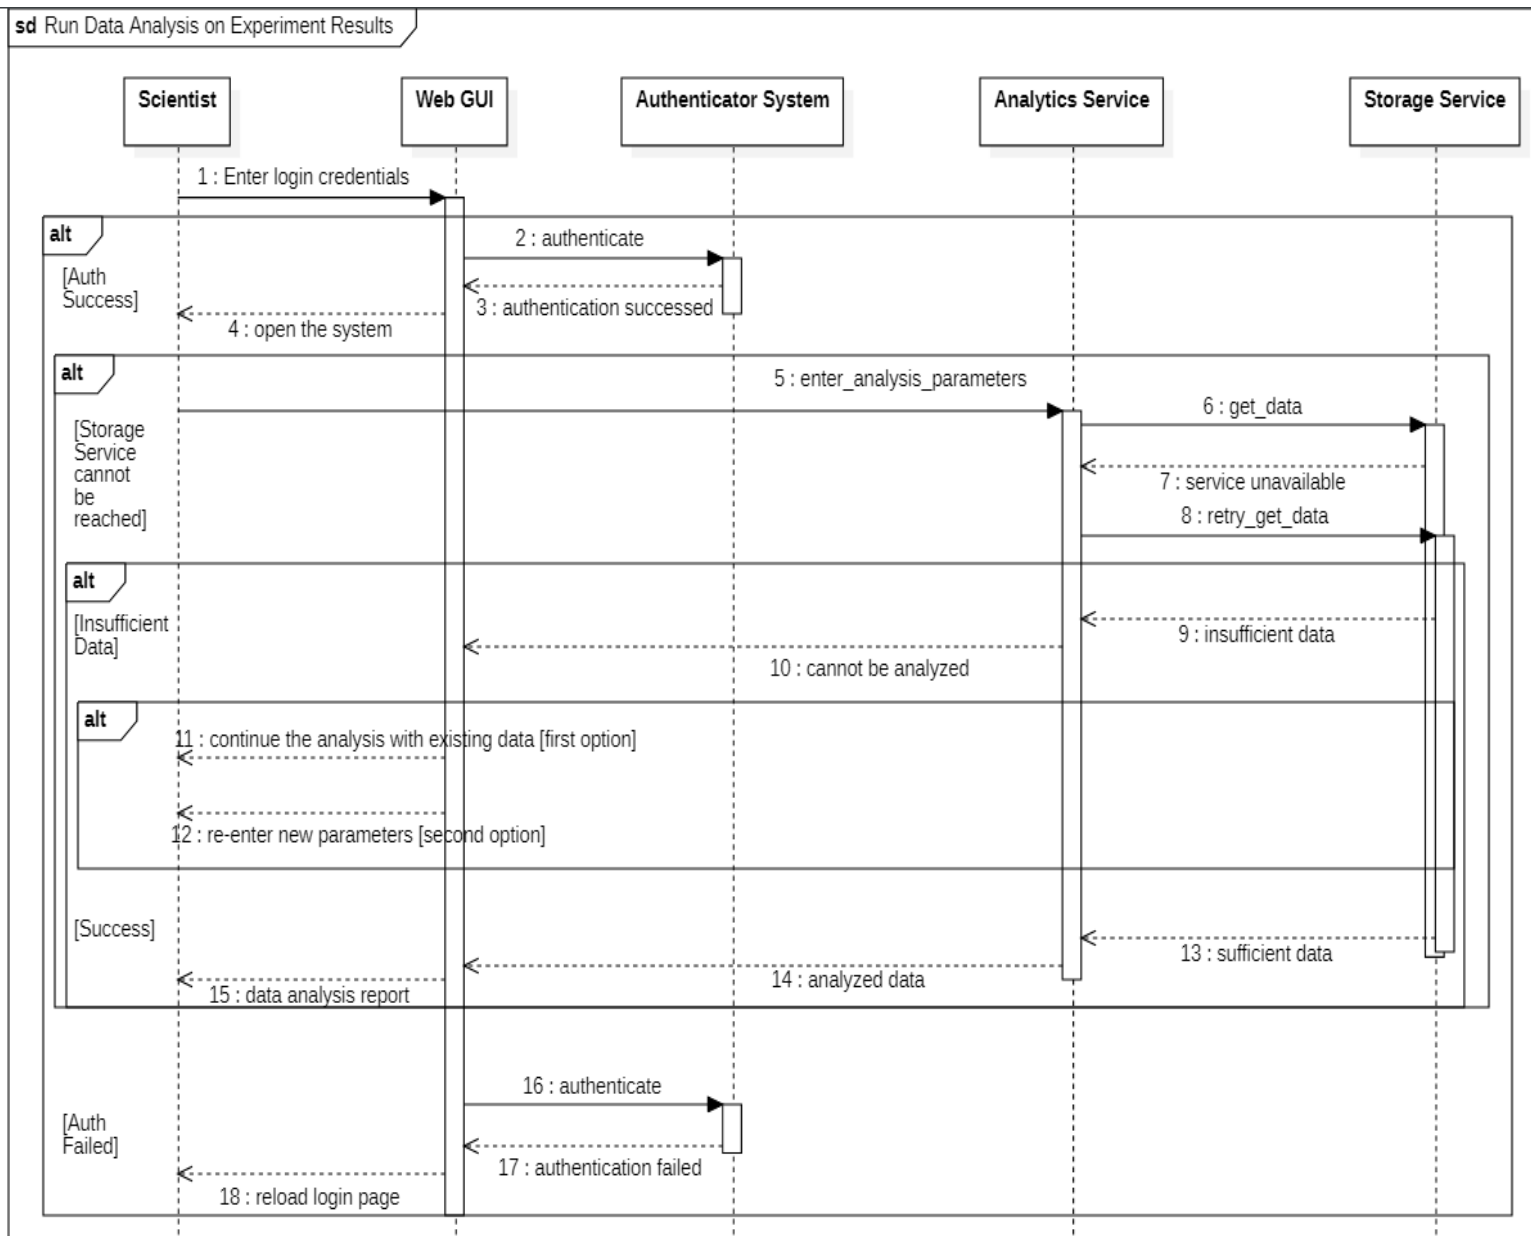 sd Run Data Analysis on Experiment Results
Scientist
Web GUI
Authenticator System
Analytics Service
Storage Service
1 : Enter login credentials
alt
[Auth
Success]
2 : authenticate
3 : authentication successed
4 : open the system
alt
[Storage
Service
cannot
be
reached]
5 : enter_analysis_parameters
6 : get_data
7 : service unavailable
8 : retry_get_data
alt
[Insufficient
Data]
9 : insufficient data
10 : cannot be analyzed
alt
11 : continue the analysis with existing data [first option]
12 : re-enter new parameters [second option]
[Success]
13 : sufficient data
14 : analyzed data
15 : data analysis report
16 : authenticate
[Auth
Failed]
17 : authentication failed
18 : reload login page